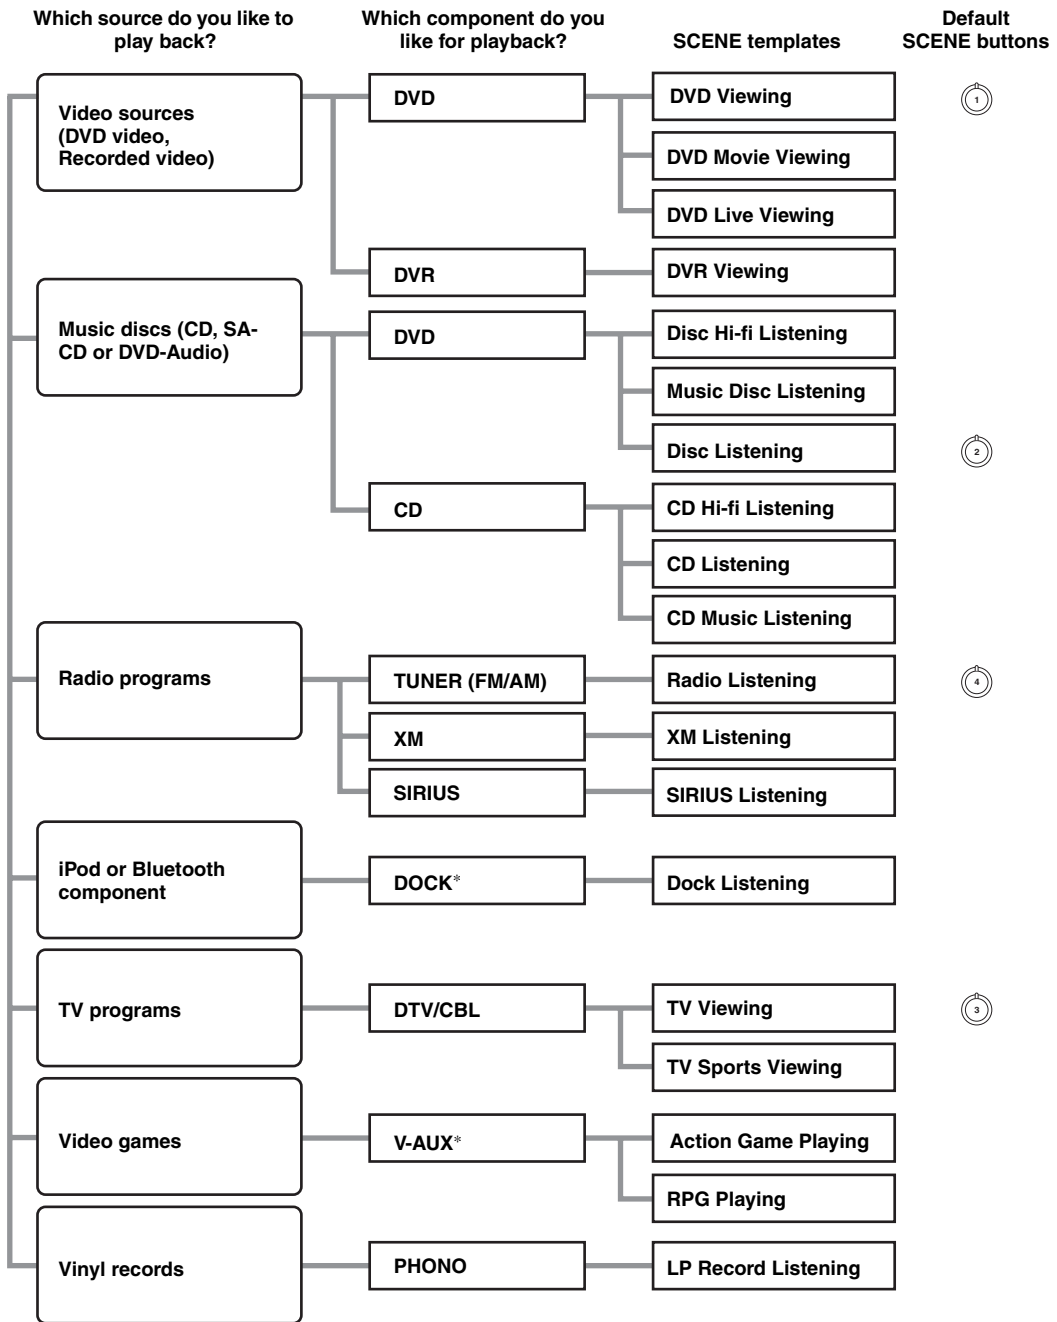 Which source do you like to
play back?
Which component do you
like for playback?
SCENE templates
Default
SCENE buttons
Video sources
(DVD video,
Recorded video)
DVD
DVD Viewing
1
DVD Movie Viewing
DVD Live Viewing
DVR
DVR Viewing
Music discs (CD, SA-
CD or DVD-Audio)
DVD
Disc Hi-fi Listening
Music Disc Listening
Disc Listening
2
CD
CD Hi-fi Listening
CD Listening
CD Music Listening
Radio programs
TUNER (FM/AM)
Radio Listening
4
XM
XM Listening
SIRIUS
SIRIUS Listening
iPod or Bluetooth
component
DOCK*
Dock Listening
TV programs
DTV/CBL
TV Viewing
3
TV Sports Viewing
Video games
V-AUX*
Action Game Playing
RPG Playing
Vinyl records
PHONO
LP Record Listening